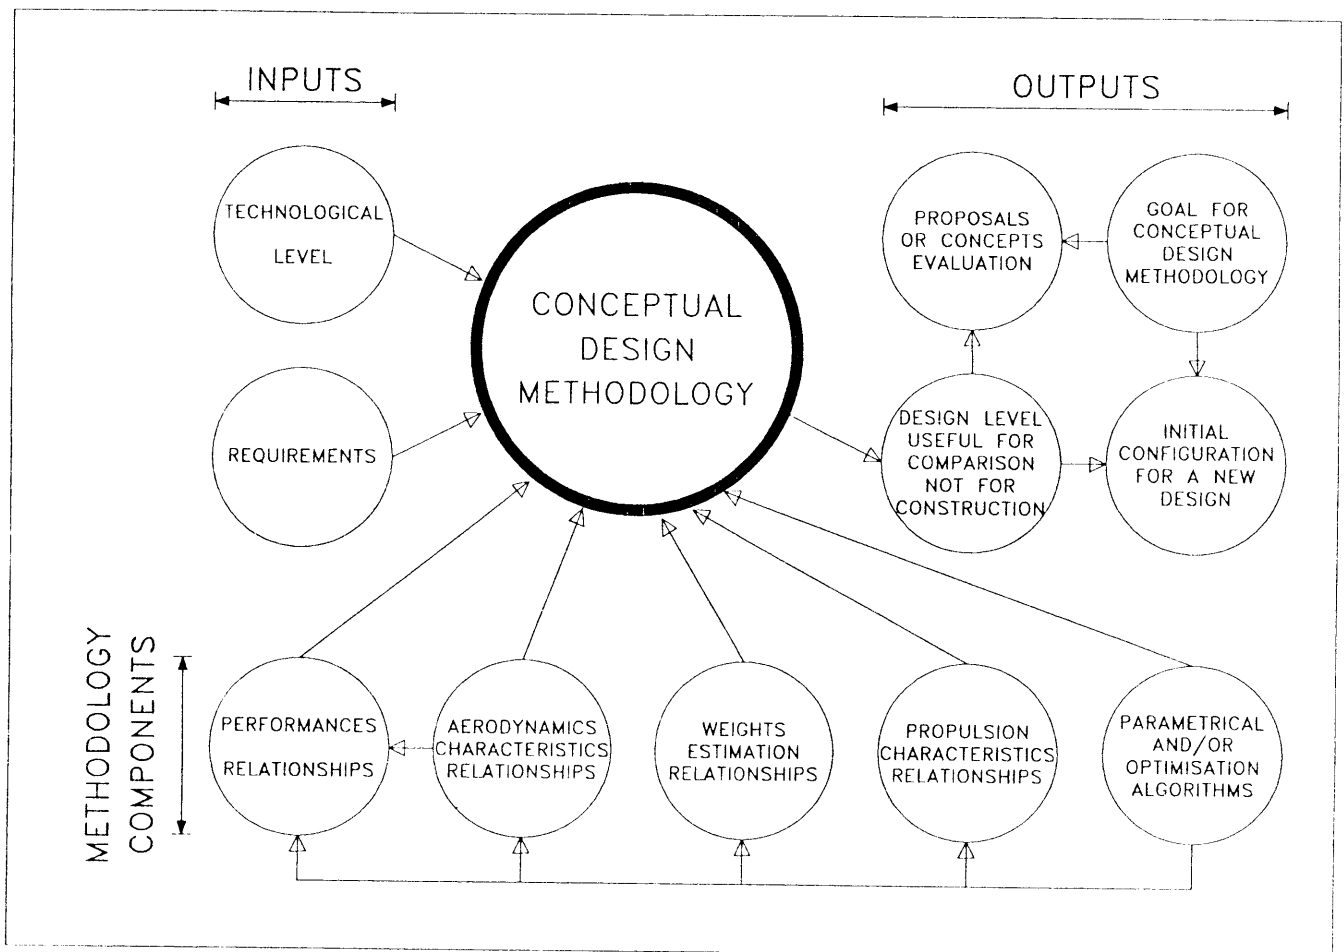 INPUTS
OUTPUTS
TECHNOLOGICAL
LEVEL
REQUIREMENTS
CONCEPTUAL
DESIGN
METHODOLOGY
PROPOSALS
OR CONCEPTS
EVALUATION
GOAL FOR
CONCEPTUAL
DESIGN
METHODOLOGY
DESIGN LEVEL
USEFUL FOR
COMPARISON
NOT FOR
CONSTRUCTION
INITIAL
CONFIGURATION
FOR A NEW
DESIGN
METHODOLOGY
COMPONENTS
PERFORMANCES
RELATIONSHIPS
AERODYNAMICS
CHARACTERISTICS
RELATIONSHIPS
WEIGHTS
ESTIMATION
RELATIONSHIPS
PROPULSION
CHARACTERISTICS
RELATIONSHIPS
PARAMETRICAL
AND/OR
OPTIMISATION
ALGORITHMS